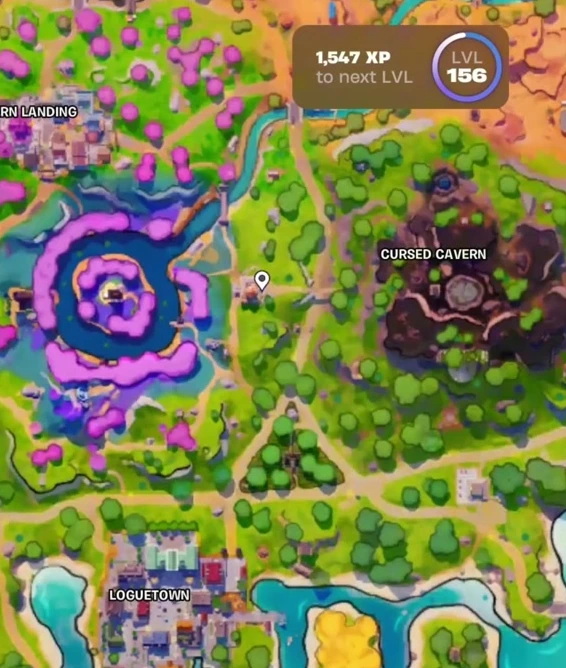 1,547 XP
to next LVL
LVL
156
RN LANDING
CURSED CAVERN
LOGUETOWN